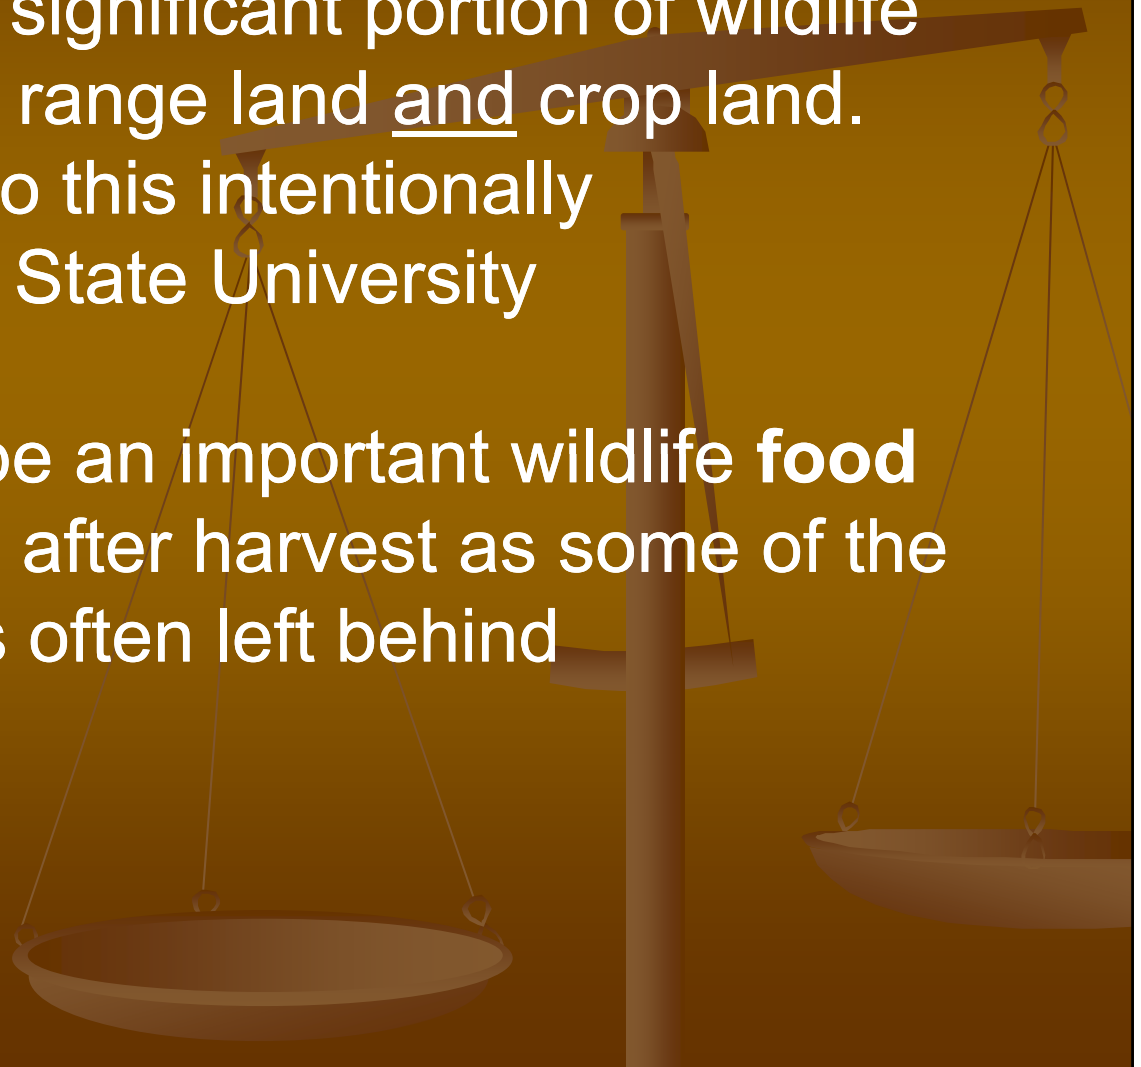 significant portion of wildlife
range land and crop land.
this intentionally
State University
an important wildlife food
after harvest as some of the
often left behind